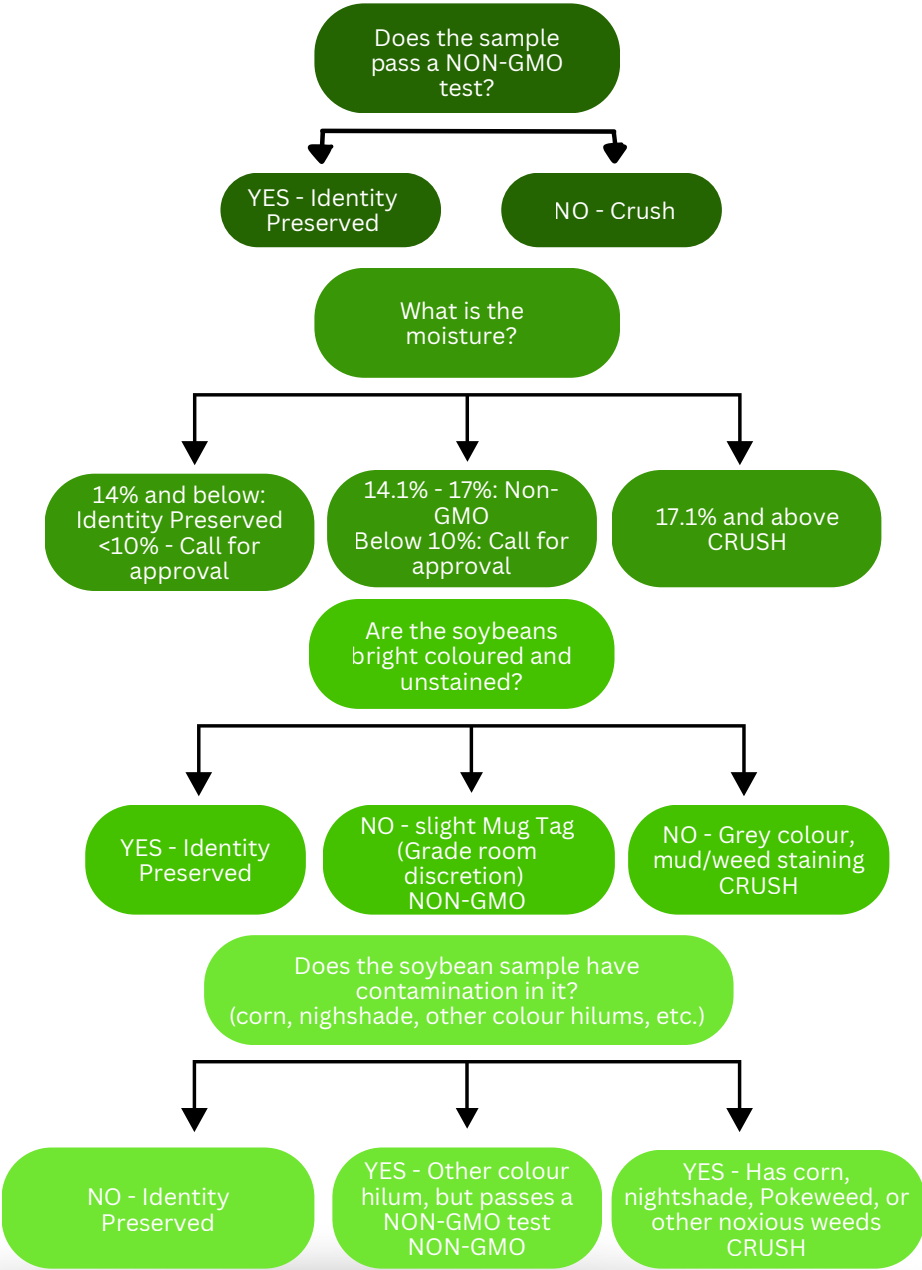 Does the sample
pass a NON-GMO
test?
YES - Identity
Preserved
NO - Crush
What is the
moisture?
14% and below:
Identity Preserved
<10% - Call for
approval
14.1% - 17%: Non-
GMO
Below 10%: Call for
approval
17.1% and above
CRUSH
Are the soybeans
bright coloured and
unstained?
YES - Identity
Preserved
NO - slight Mug Tag
(Grade room
discretion)
NON-GMO
NO - Grey colour,
mud/weed staining
CRUSH
Does the soybean sample have
contamination in it?
(corn, nighshade, other colour hilums, etc.)
NO - Identity
Preserved
YES - Other colour
hilum, but passes a
NON-GMO test
NON-GMO
YES - Has corn,
nightshade, Pokeweed, or
other noxious weeds
CRUSH